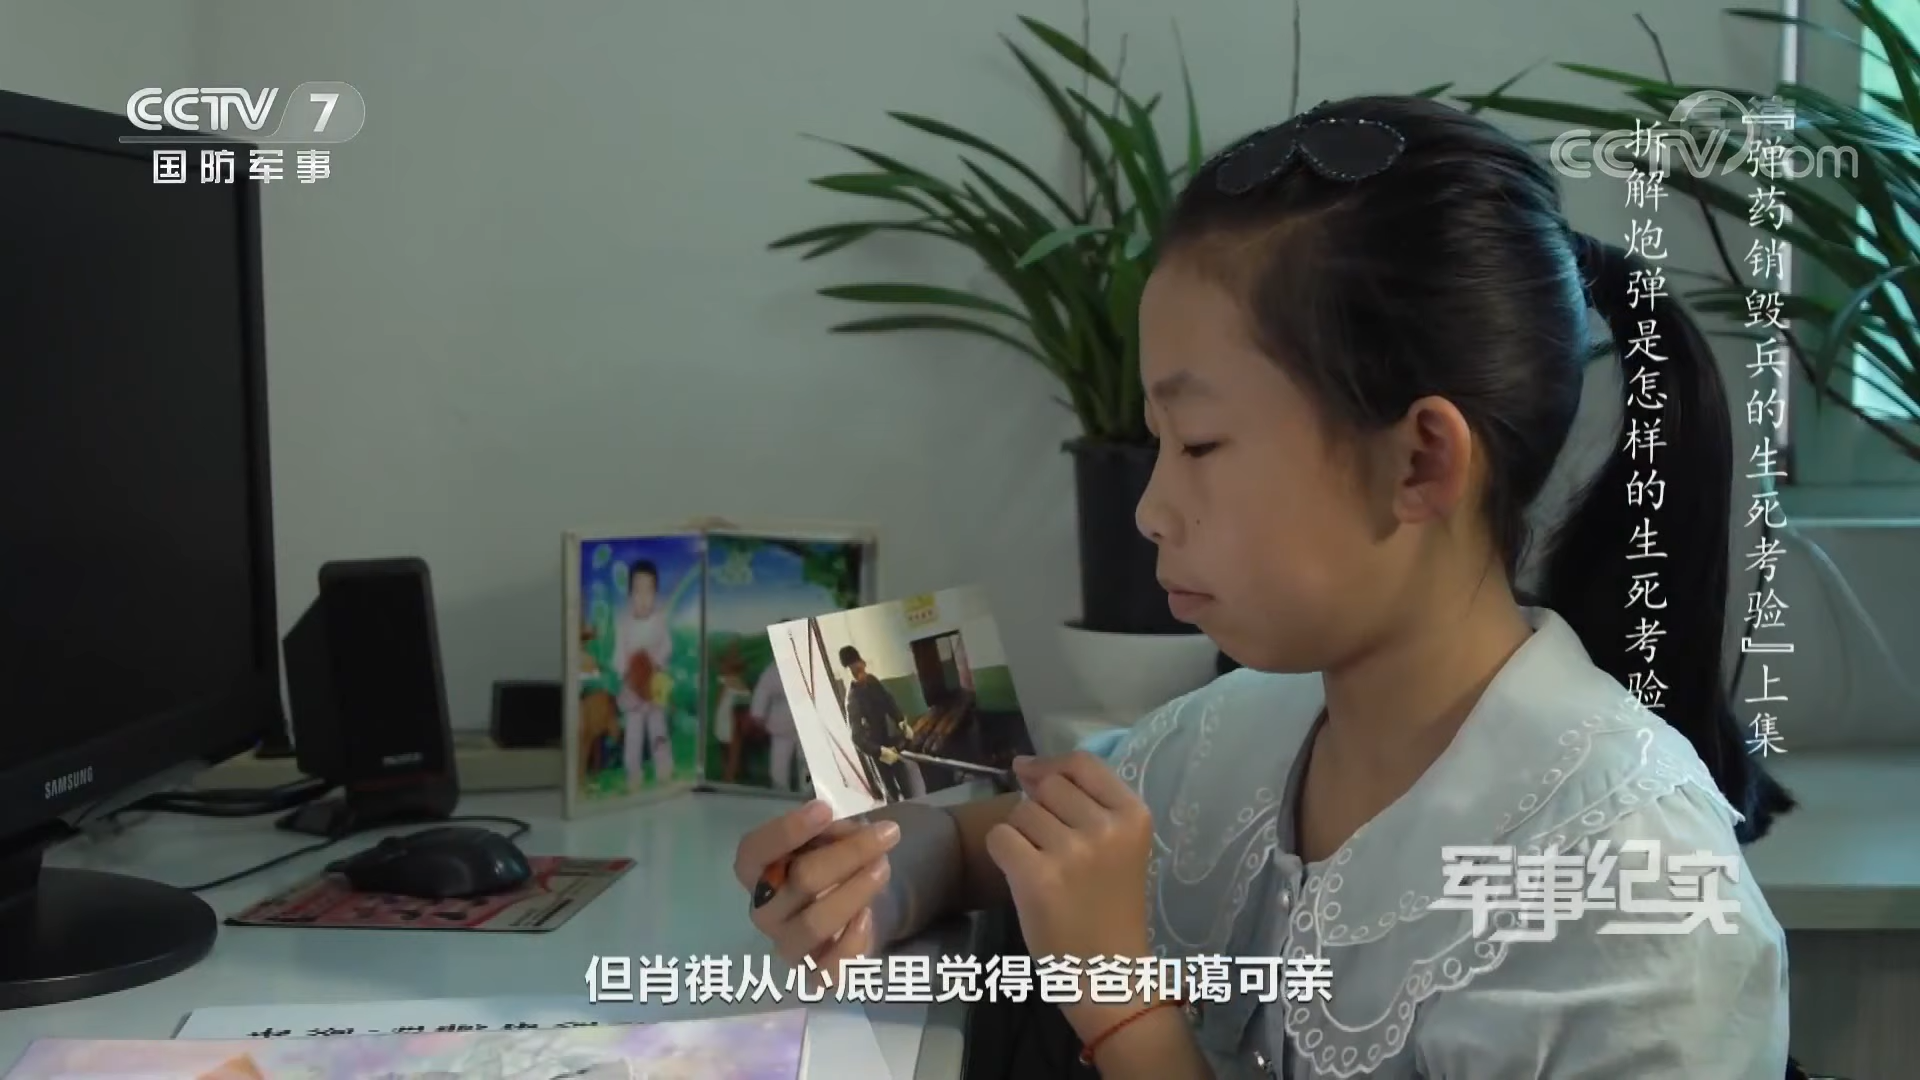 CCTV 7
国防军事
CCTV.com
『弹药销毁兵的生死考验』上集
拆解炮弹是怎样的生死考验？
SAMSUNG
军事纪实
但肖祺从心底里觉得爸爸和蔼可亲